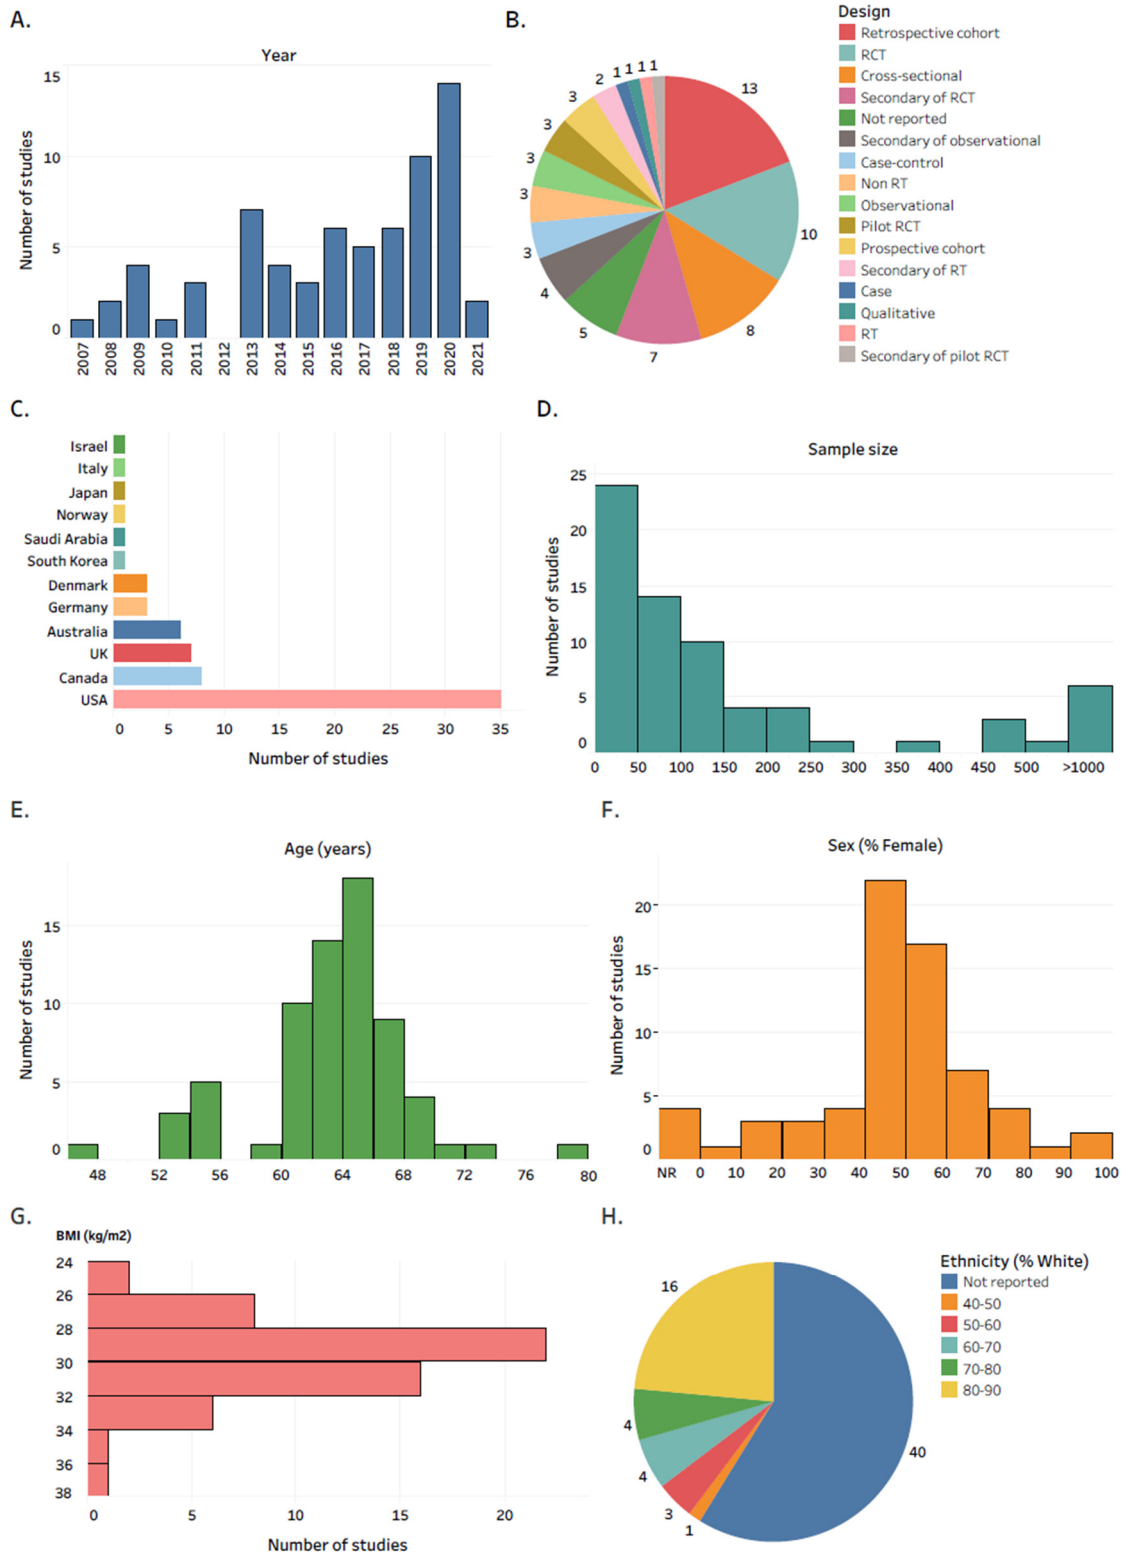 A.
Year
Number of studies
15
10
5
0
2007
2008
2009
2010
2011
2012
2013
2014
2015
2016
2017
2018
2019
2020
2021
B.
13
10
8
7
5
4
3
3
3
3
3
2
1
1
1
1
Design
Retrospective cohort
RCT
Cross-sectional
Secondary of RCT
Not reported
Secondary of observational
Case-control
Non RT
Observational
Pilot RCT
Prospective cohort
Secondary of RT
Case
Qualitative
RT
Secondary of pilot RCT
C.
Israel
Italy
Japan
Norway
Saudi Arabia
South Korea
Denmark
Germany
Australia
UK
Canada
USA
0 5 10 15 20 25 30 35
Number of studies
D.
Sample size
Number of studies
25
20
15
10
5
0
0 50 100 150 200 250 300 350 400 450 500 >1000
E.
Age (years)
Number of studies
15
10
5
0
48 52 56 60 64 68 72 76 80
F.
Sex (% Female)
Number of studies
20
15
10
5
0
NR 0 10 20 30 40 50 60 70 80 90 100
G.
BMI (kg/m2)
24
26
28
30
32
34
36
38
0 5 10 15 20
Number of studies
H.
16
4
4
3
1
40
Ethnicity (% White)
Not reported
40-50
50-60
60-70
70-80
80-90